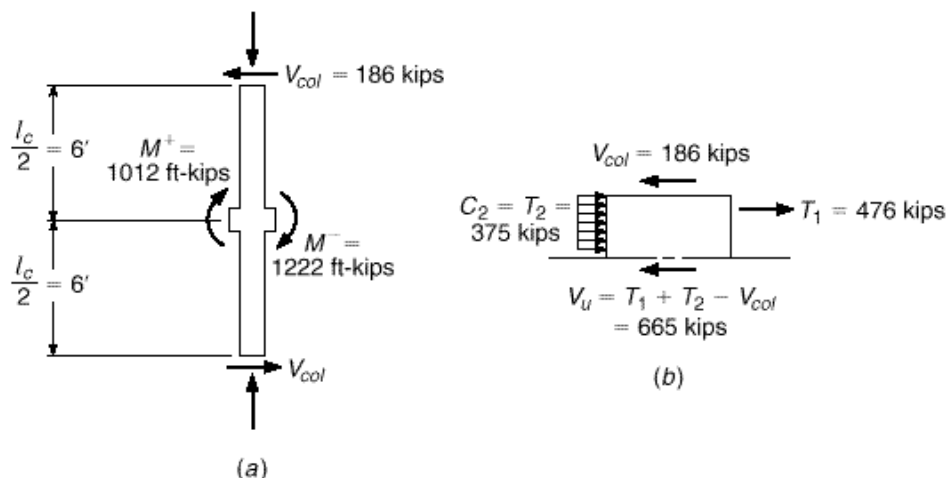 V_col = 186 kips
l_c/2 = 6′
M⁺ =
1012 ft-kips
M⁻ =
1222 ft-kips
l_c/2 = 6′
V_col
(a)
V_col = 186 kips
C₂ = T₂ =
375 kips
T₁ = 476 kips
V_u = T₁ + T₂ − V_col
= 665 kips
(b)